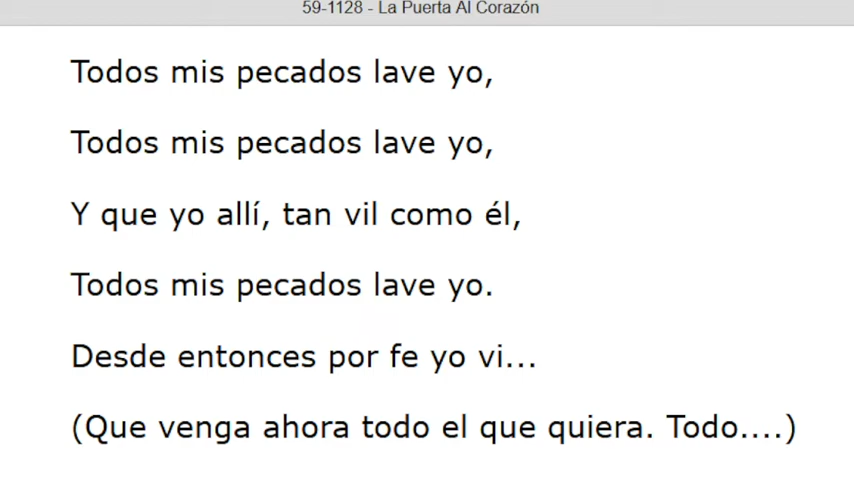 59-1128 - La Puerta Al Corazón
Todos mis pecados lave yo,
Todos mis pecados lave yo,
Y que yo allí, tan vil como él,
Todos mis pecados lave yo.
Desde entonces por fe yo vi...
(Que venga ahora todo el que quiera. Todo....)